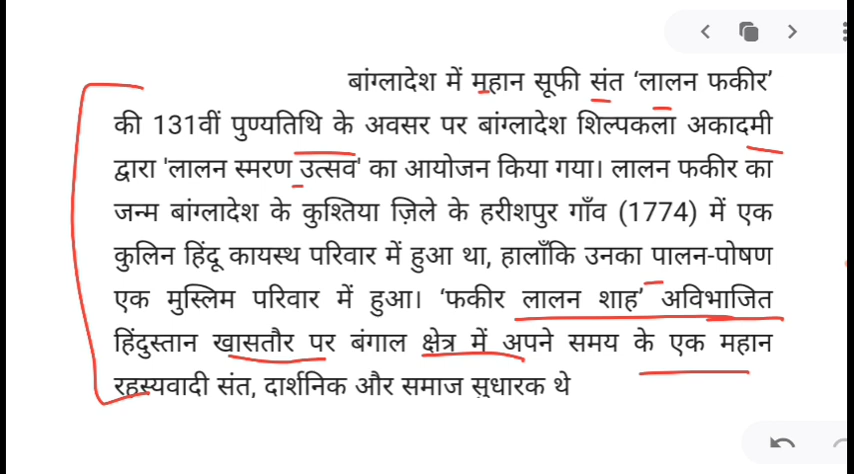 बांग्लादेश में महान सूफी संत ‘लालन फकीर’
की 131वीं पुण्यतिथि के अवसर पर बांग्लादेश शिल्पकला अकादमी
द्वारा 'लालन स्मरण उत्सव' का आयोजन किया गया। लालन फकीर का
जन्म बांग्लादेश के कुश्तिया ज़िले के हरीशपुर गाँव (1774) में एक
कुलिन हिंदू कायस्थ परिवार में हुआ था, हालाँकि उनका पालन-पोषण
एक मुस्लिम परिवार में हुआ। ‘फकीर लालन शाह’ अविभाजित
हिंदुस्तान खासतौर पर बंगाल क्षेत्र में अपने समय के एक महान
रहस्यवादी संत, दार्शनिक और समाज सुधारक थे